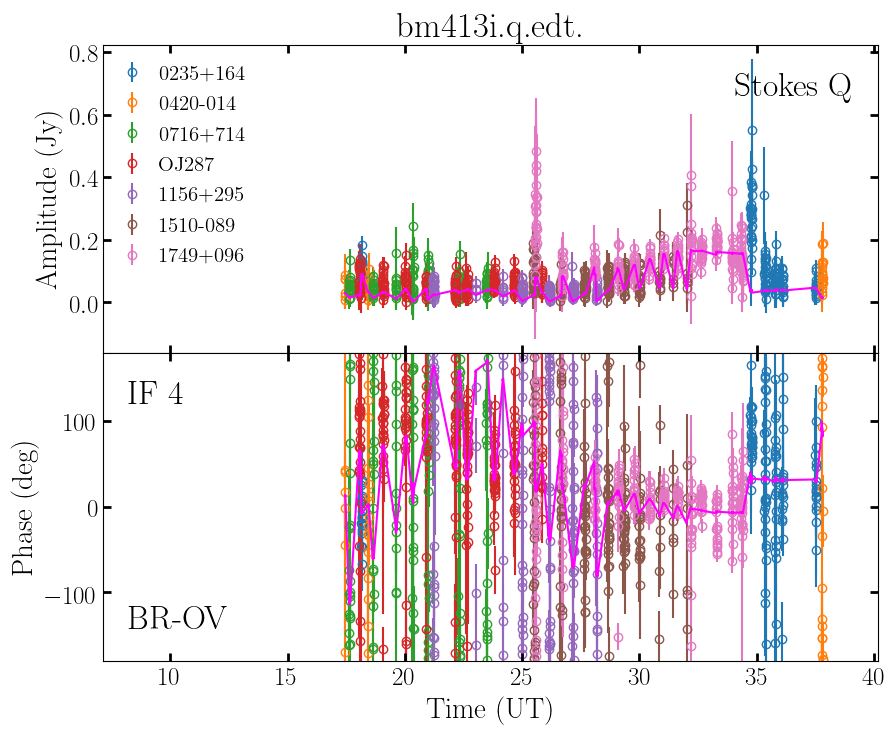 bm413i.q.edt.
Stokes Q
0235+164
0420-014
0716+714
OJ287
1156+295
1510-089
1749+096
Amplitude (Jy)
0.8
0.6
0.4
0.2
0.0
IF 4
BR-OV
Phase (deg)
100
0
−100
10 15 20 25 30 35 40
Time (UT)